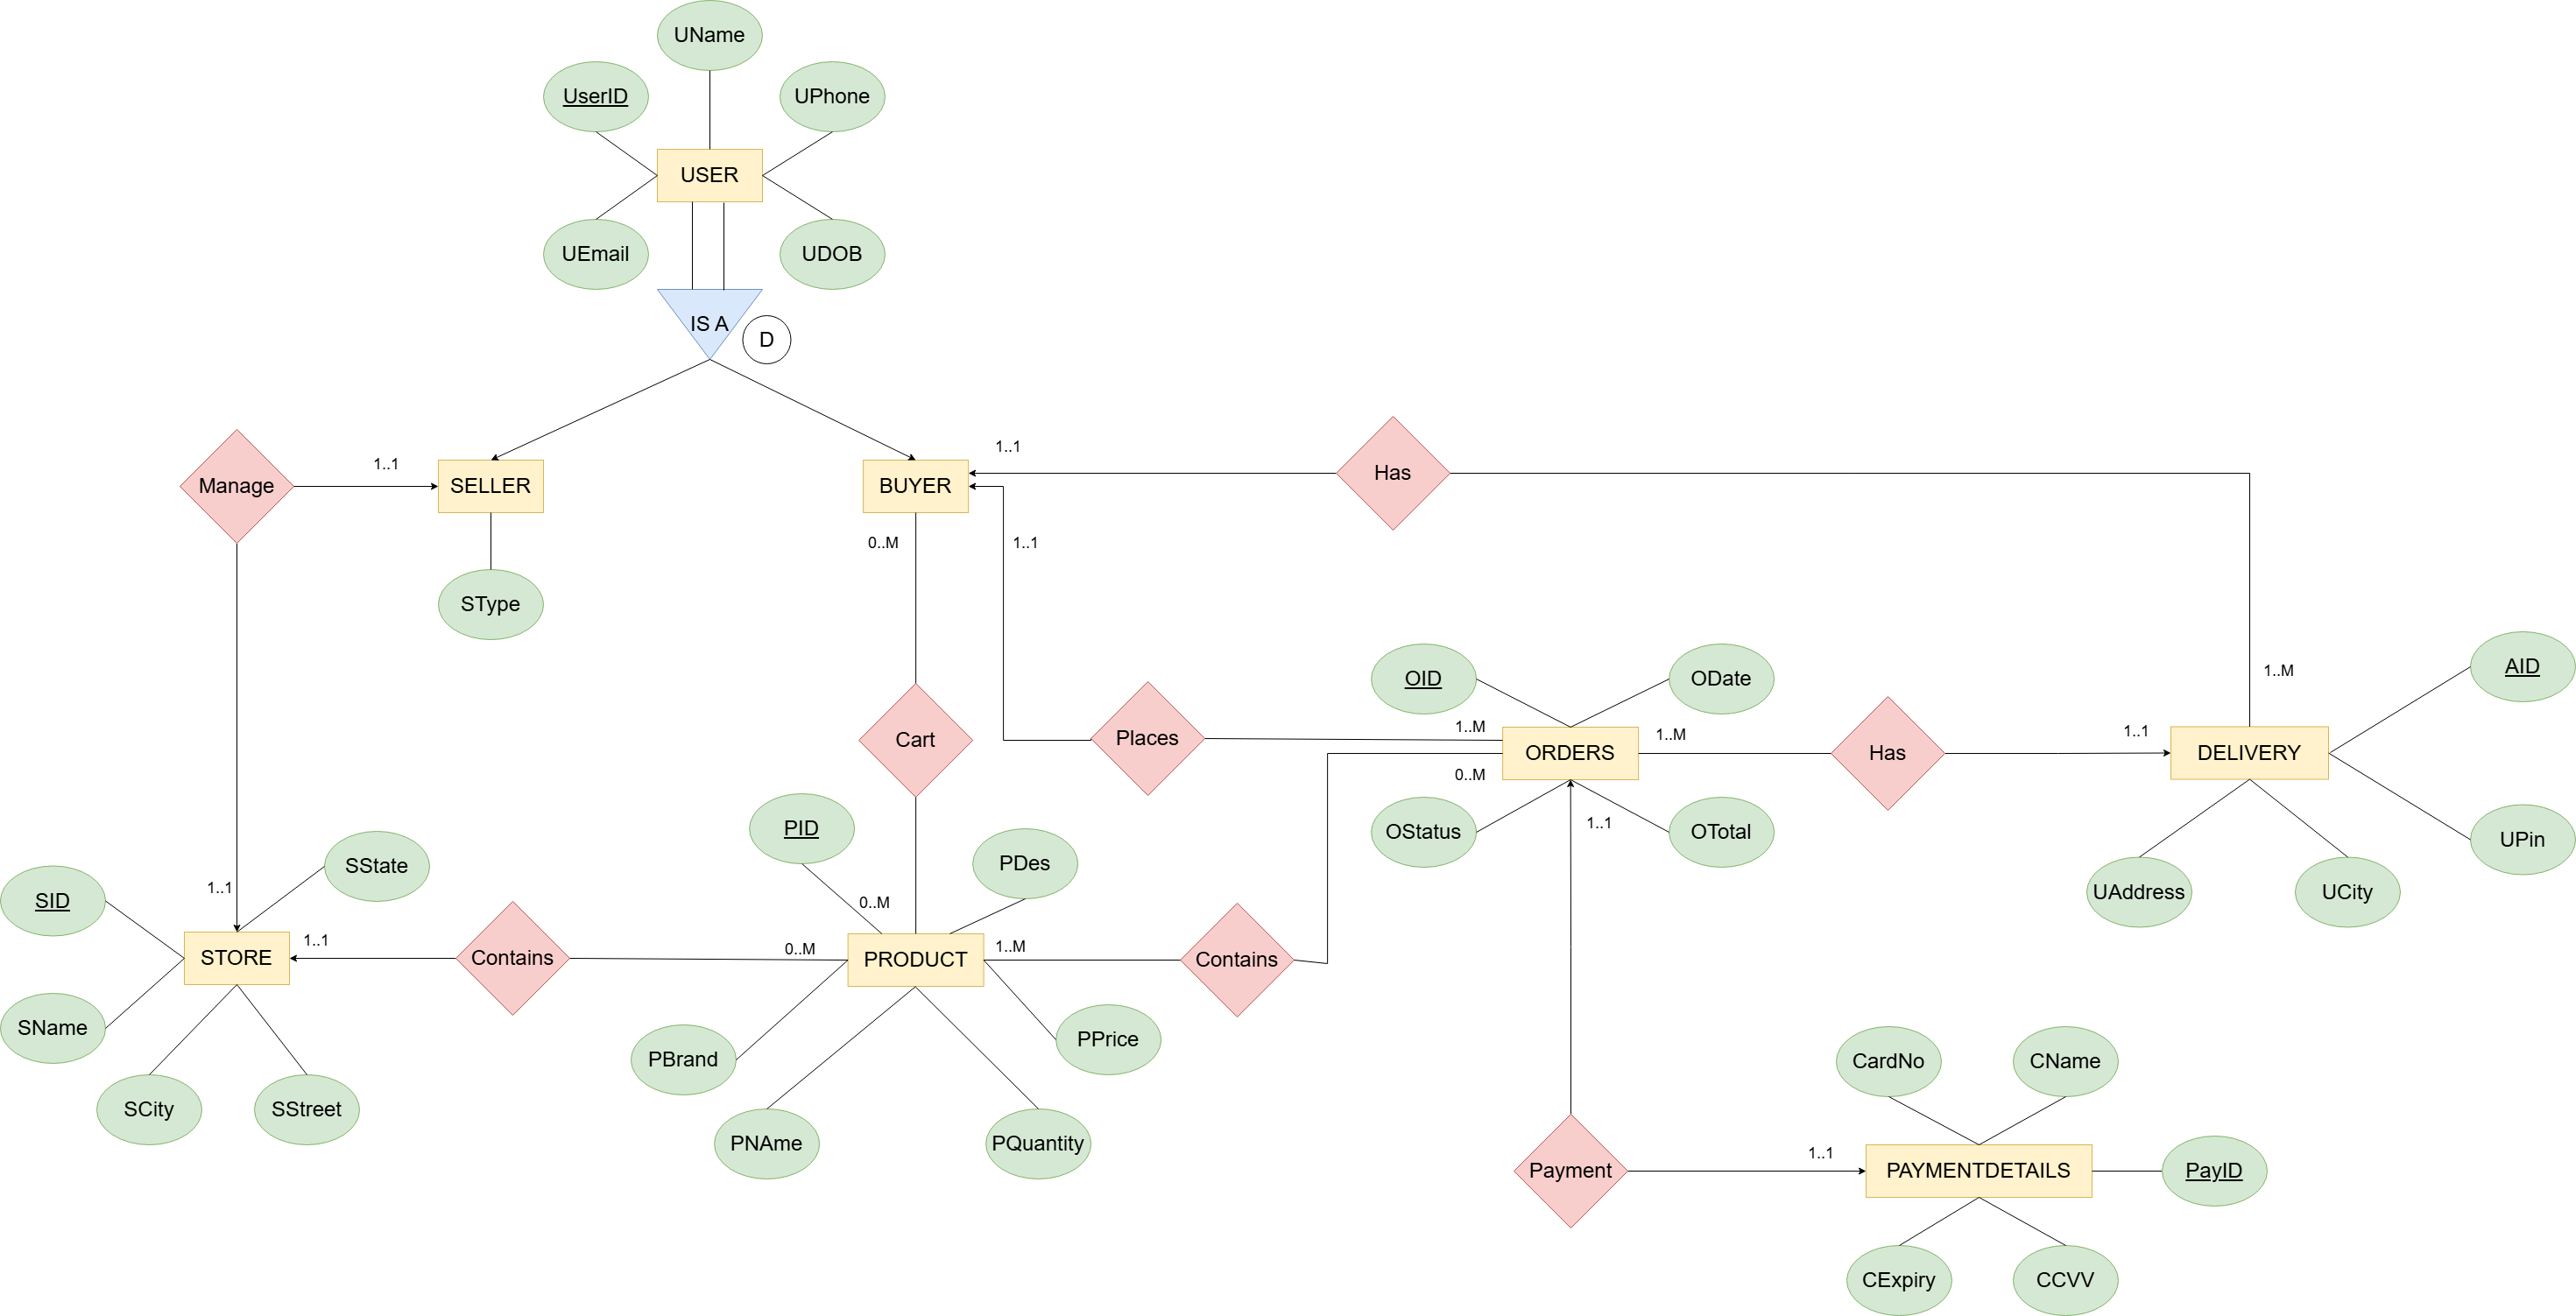 UName
UserID
UPhone
USER
UEmail
UDOB
IS A
D
1..1
1..1
Manage
SELLER
BUYER
Has
0..M
1..1
SType
OID
ODate
AID
1..M
Cart
Places
1..M
1..M
1..1
ORDERS
Has
DELIVERY
0..M
PID
OStatus
OTotal
1..1
UPin
PDes
SState
UAddress
UCity
1..1
0..M
SID
1..1
0..M
1..M
STORE
Contains
PRODUCT
Contains
SName
PBrand
PPrice
CardNo
CName
SCity
SStreet
PNAme
PQuantity
1..1
Payment
PAYMENTDETAILS
PayID
CExpiry
CCVV